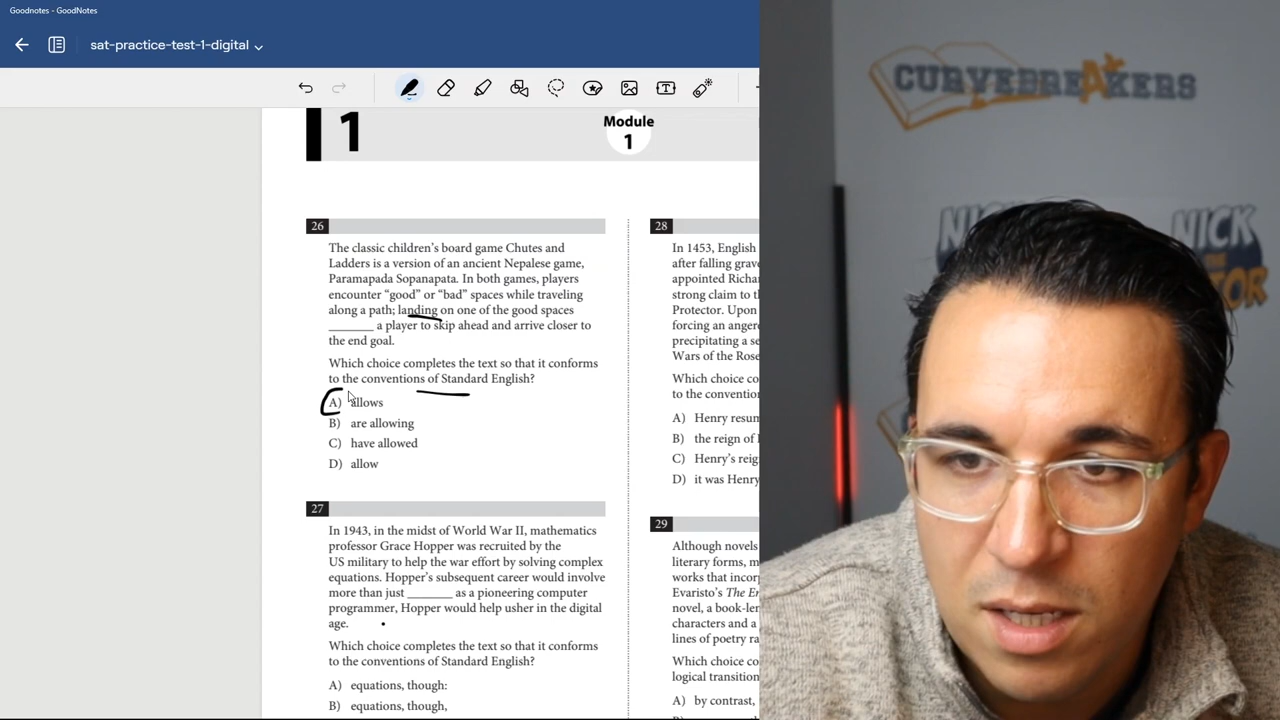 Goodnotes - GoodNotes
sat-practice-test-1-digital
1
Module
1
26
The classic children's board game Chutes and
Ladders is a version of an ancient Nepalese game,
Paramapada Sopanapata. In both games, players
encounter “good” or “bad” spaces while traveling
along a path; landing on one of the good spaces
_______ a player to skip ahead and arrive closer to
the end goal.
Which choice completes the text so that it conforms
to the conventions of Standard English?
A) allows
B) are allowing
C) have allowed
D) allow
27
In 1943, in the midst of World War II, mathematics
professor Grace Hopper was recruited by the
US military to help the war effort by solving complex
equations. Hopper's subsequent career would involve
more than just _______ as a pioneering computer
programmer, Hopper would help usher in the digital
age.
Which choice completes the text so that it conforms
to the conventions of Standard English?
A) equations, though:
B) equations, though,
28
In 1453, English
after falling grav
appointed Richar
strong claim to th
Protector. Upon
forcing an anger
precipitating a se
Wars of the Rose
Which choice co
to the convention
A) Henry resum
B) the reign of
C) Henry's reig
D) it was Henry
29
Although novels
literary forms, m
works that incor
Evaristo's The En
novel, a book-len
characters and a
lines of poetry ra
Which choice co
logical transition
A) by contrast,
CURVEBREAKERS
NICK
NICK
THE